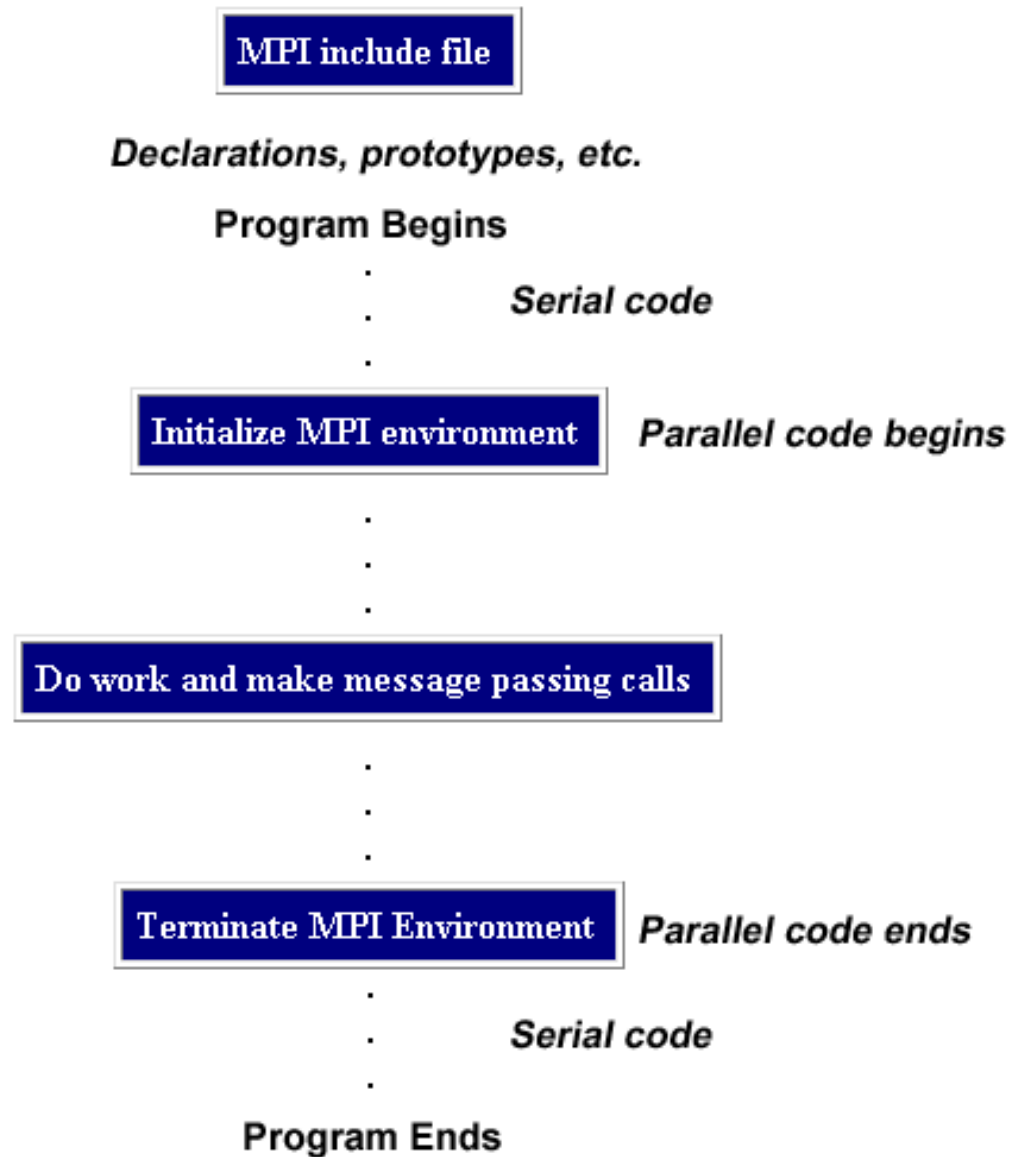 MPI include file
Declarations, prototypes, etc.
Program Begins
Serial code
Initialize MPI environment
Parallel code begins
Do work and make message passing calls
Terminate MPI Environment
Parallel code ends
Serial code
Program Ends